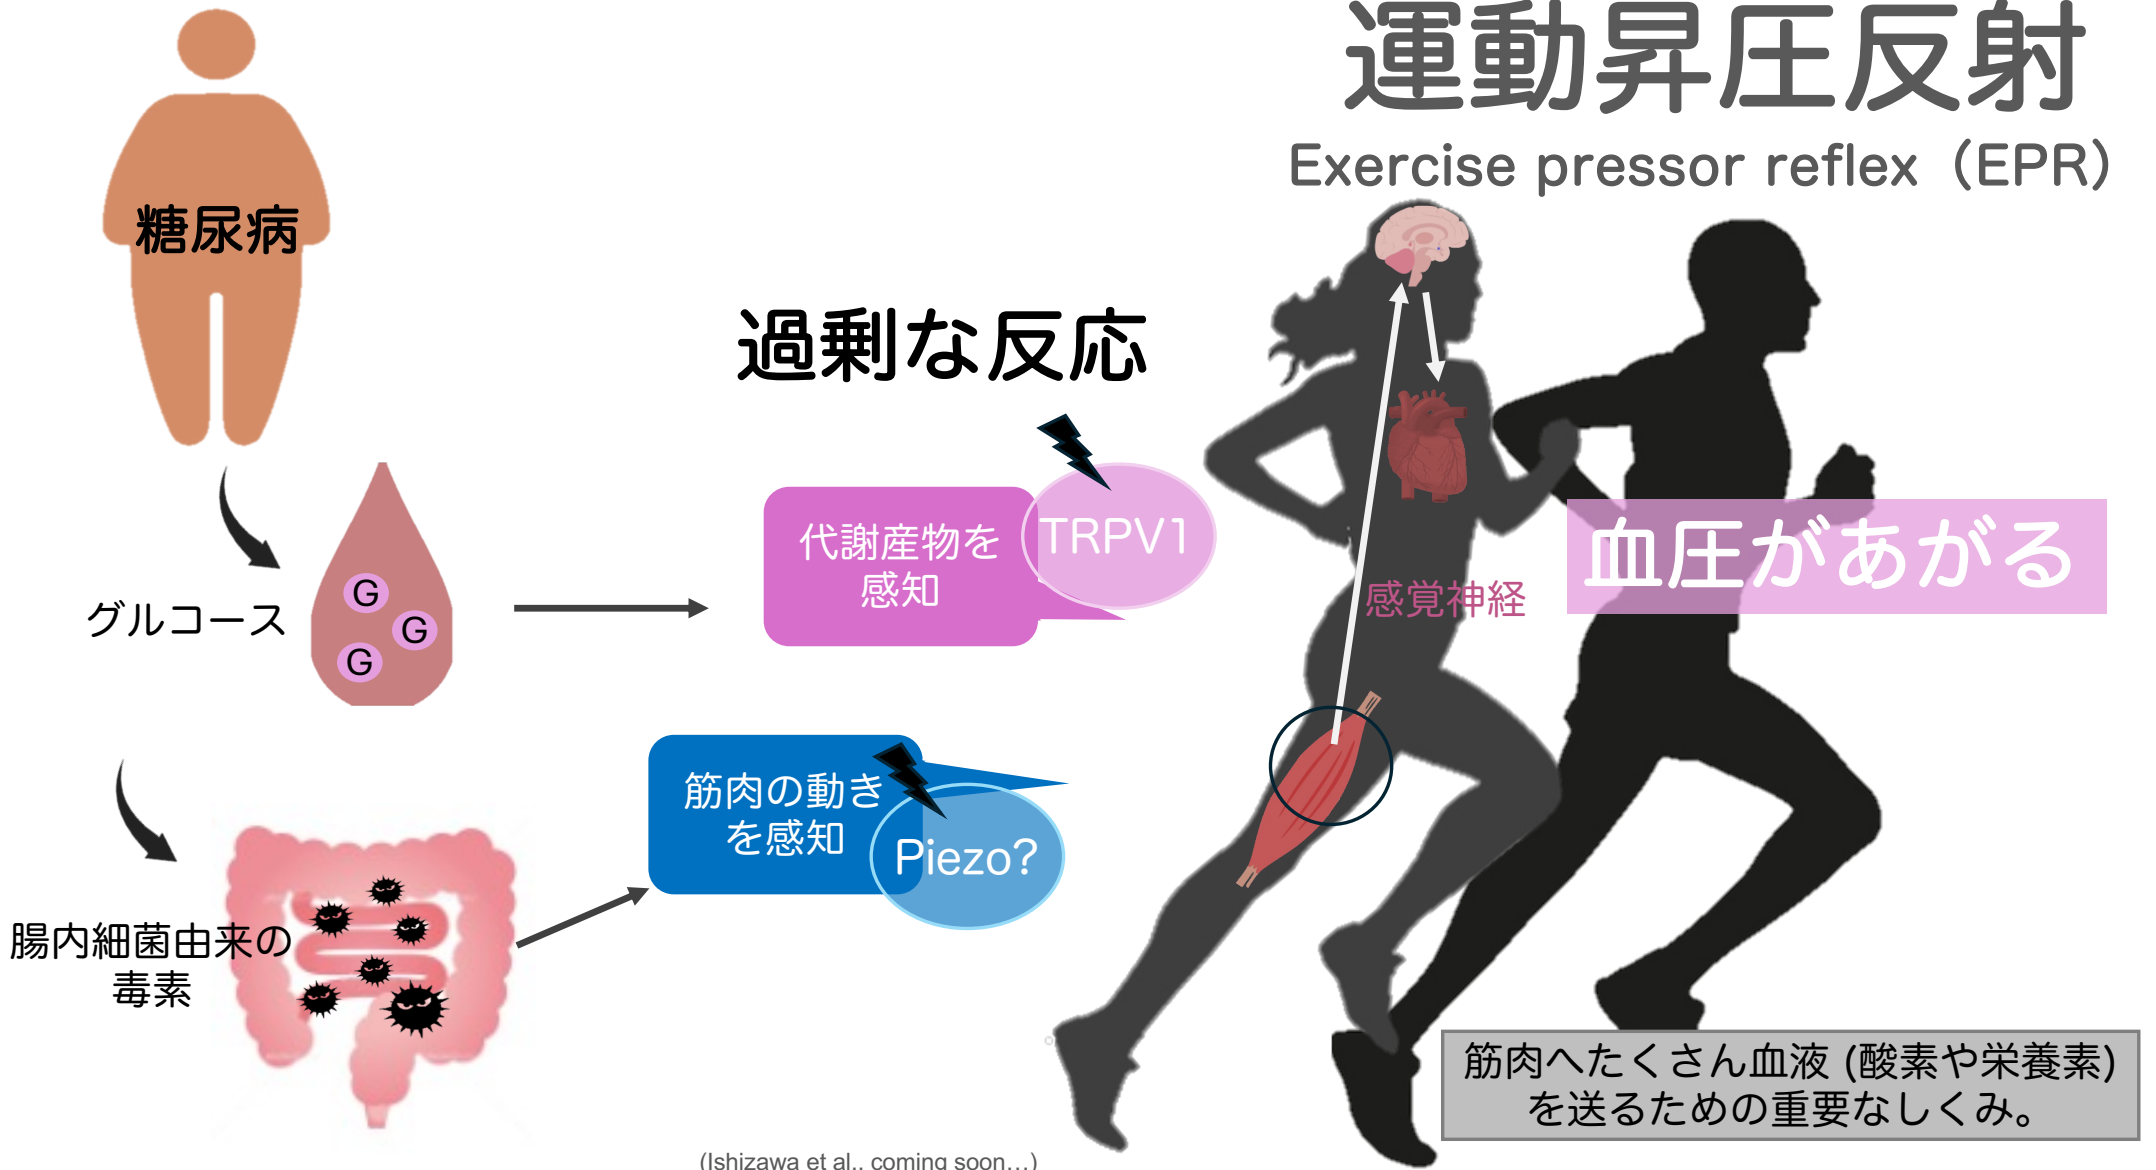 運動昇圧反射
Exercise pressor reflex（EPR）
糖尿病
過剰な反応
グルコース
G
G
G
代謝産物を
感知
TRPV1
感覚神経
血圧があがる
筋肉の動き
を感知
Piezo?
腸内細菌由来の
毒素
筋肉へたくさん血液 (酸素や栄養素)
を送るための重要なしくみ。
(Ishizawa et al., coming soon…)